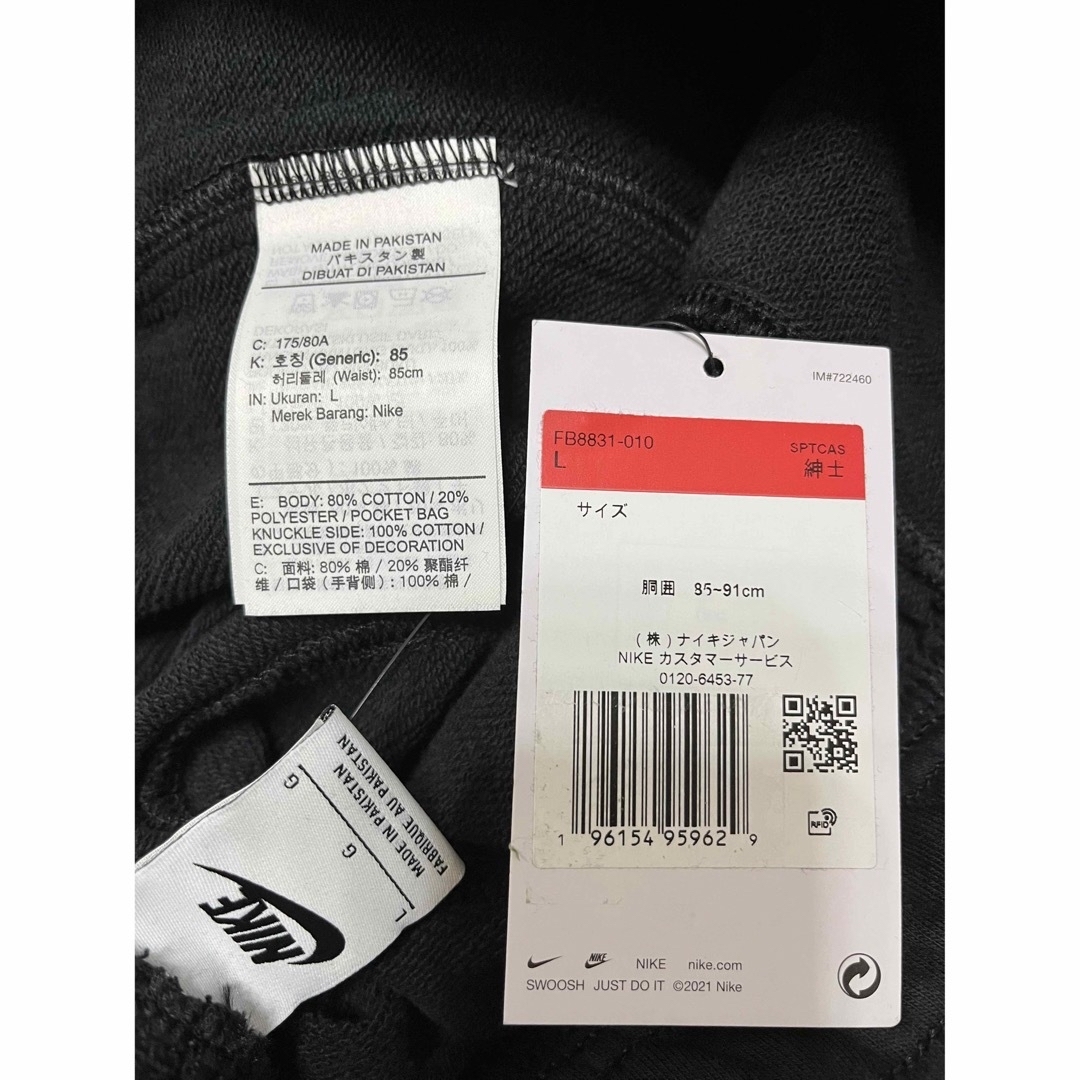 MADE IN PAKISTAN
パキスタン製
DIBUAT DI PAKISTAN
C: 175/80A
K: 호칭 (Generic): 85
허리둘레 (Waist): 85cm
IN: Ukuran: L
Merek Barang: Nike
E: BODY: 80% COTTON / 20%
POLYESTER / POCKET BAG
KNUCKLE SIDE: 100% COTTON /
EXCLUSIVE OF DECORATION
C: 面料: 80% 棉 / 20% 聚酯纤
维 / 口袋 (手背侧) : 100% 棉 /
MADE IN PAKISTAN
FABRIQUE AU PAKISTAN
L G G
NIKE
IM#722460
FB8831-010
L
SPTCAS
紳士
サイズ
胴囲 85~91cm
(株)ナイキジャパン
NIKE カスタマーサービス
0120-6453-77
1 96154 95962 9
RFID
NIKE NIKE nike.com
SWOOSH JUST DO IT ©2021 Nike